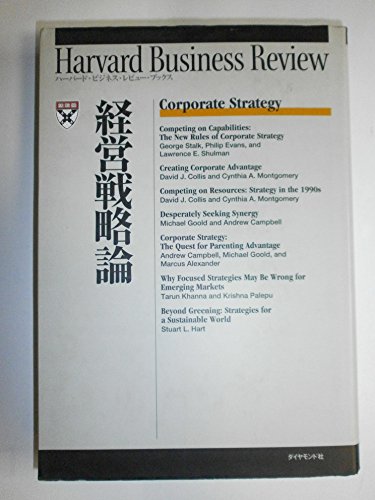 Harvard Business Review
ハーバード・ビジネス・レビュー・ブックス
新装版
経営戦略論
Corporate Strategy
Competing on Capabilities:
The New Rules of Corporate Strategy
George Stalk, Philip Evans, and
Lawrence E. Shulman
Creating Corporate Advantage
David J. Collis and Cynthia A. Montgomery
Competing on Resources: Strategy in the 1990s
David J. Collis and Cynthia A. Montgomery
Desperately Seeking Synergy
Michael Goold and Andrew Campbell
Corporate Strategy:
The Quest for Parenting Advantage
Andrew Campbell, Michael Goold, and
Marcus Alexander
Why Focused Strategies May Be Wrong for
Emerging Markets
Tarun Khanna and Krishna Palepu
Beyond Greening: Strategies for
a Sustainable World
Stuart L. Hart
ダイヤモンド社